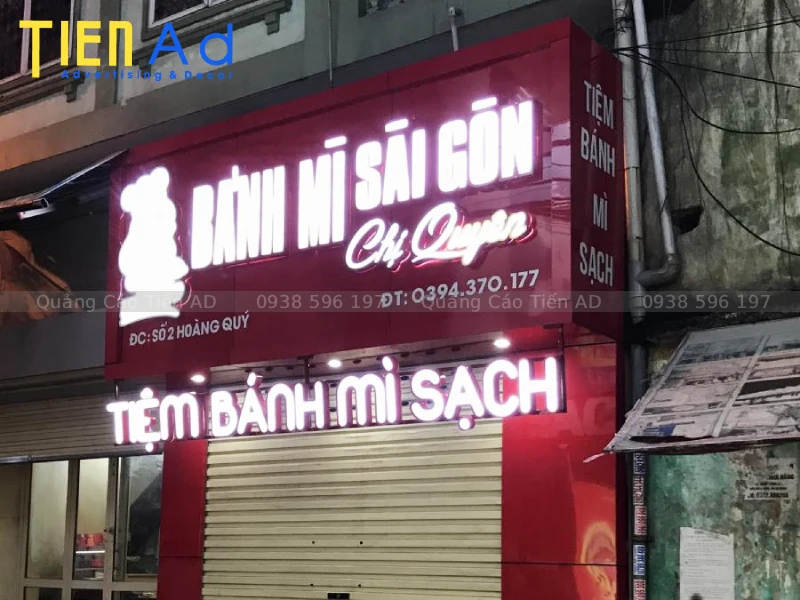 TIEN Ad
Advertising & Decor
BÁNH MÌ SÀI GÒN
Chị Quyên
ĐT: 0394.370.177
ĐC: SỐ 2 HOÀNG QUÝ
TIỆM BÁNH MÌ SẠCH
TIỆM
BÁNH
MÌ
SẠCH
Quảng Cáo Tiến AD 0938 596 197 Quảng Cáo Tiến AD 0938 596 197